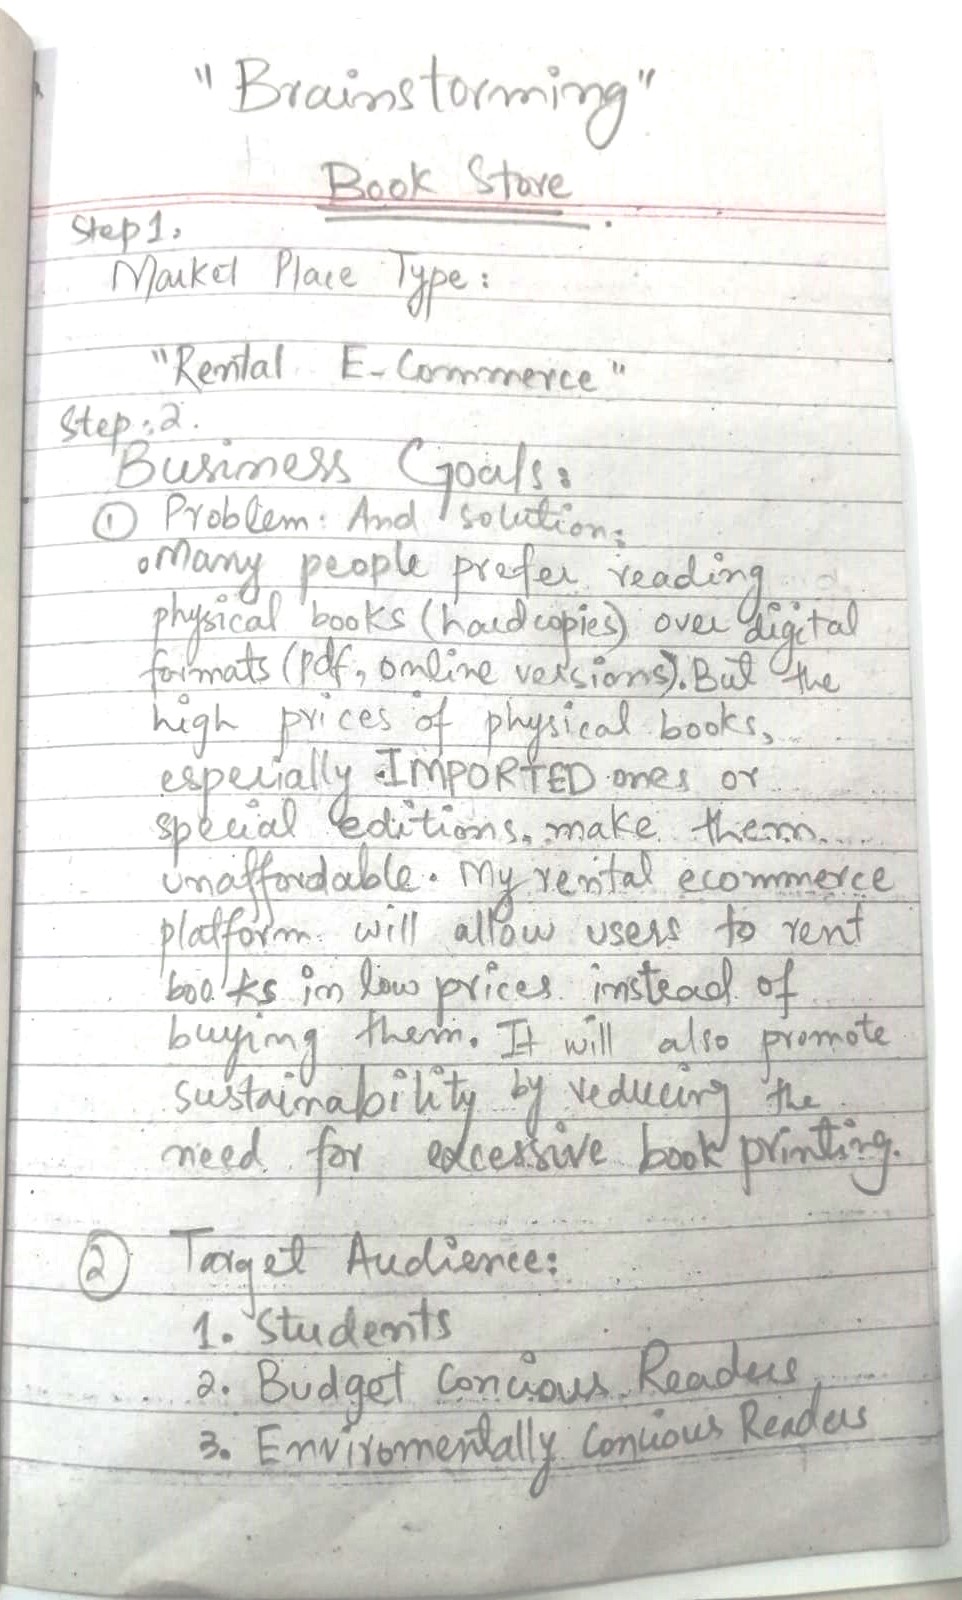 "Brainstorming"
Book Store
Step 1.
Market Place Type:
"Rental E-Commerce"
Step:2.
Business Goals:
① Problem: And solution:
Many people prefer reading
physical books (hardcopies) over digital
formats (pdf, online versions). But the
high prices of physical books,
especially IMPORTED ones or
special editions, make them
unaffordable. My rental ecommerce
platform will allow users to rent
books in low prices instead of
buying them. It will also promote
sustainability by reducing the
need for excessive book printing.
② Target Audience:
1. Students
2. Budget Concious Readers
3. Enviromentally Concious Readers